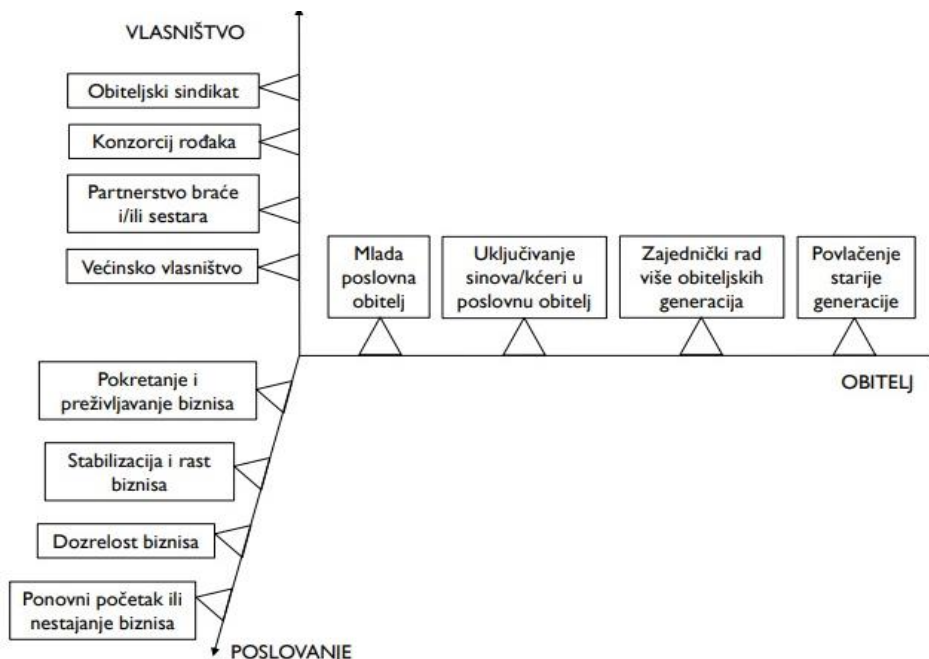 VLASNIŠTVO
Obiteljski sindikat
Konzorcij rođaka
Partnerstvo braće
i/ili sestara
Većinsko vlasništvo
Mlada
poslovna
obitelj
Uključivanje
sinova/kćeri u
poslovnu obitelj
Zajednički rad
više obiteljskih
generacija
Povlačenje
starije
generacije
OBITELJ
Pokretanje i
preživljavanje biznisa
Stabilizacija i rast
biznisa
Dozrelost biznisa
Ponovni početak ili
nestajanje biznisa
POSLOVANJE